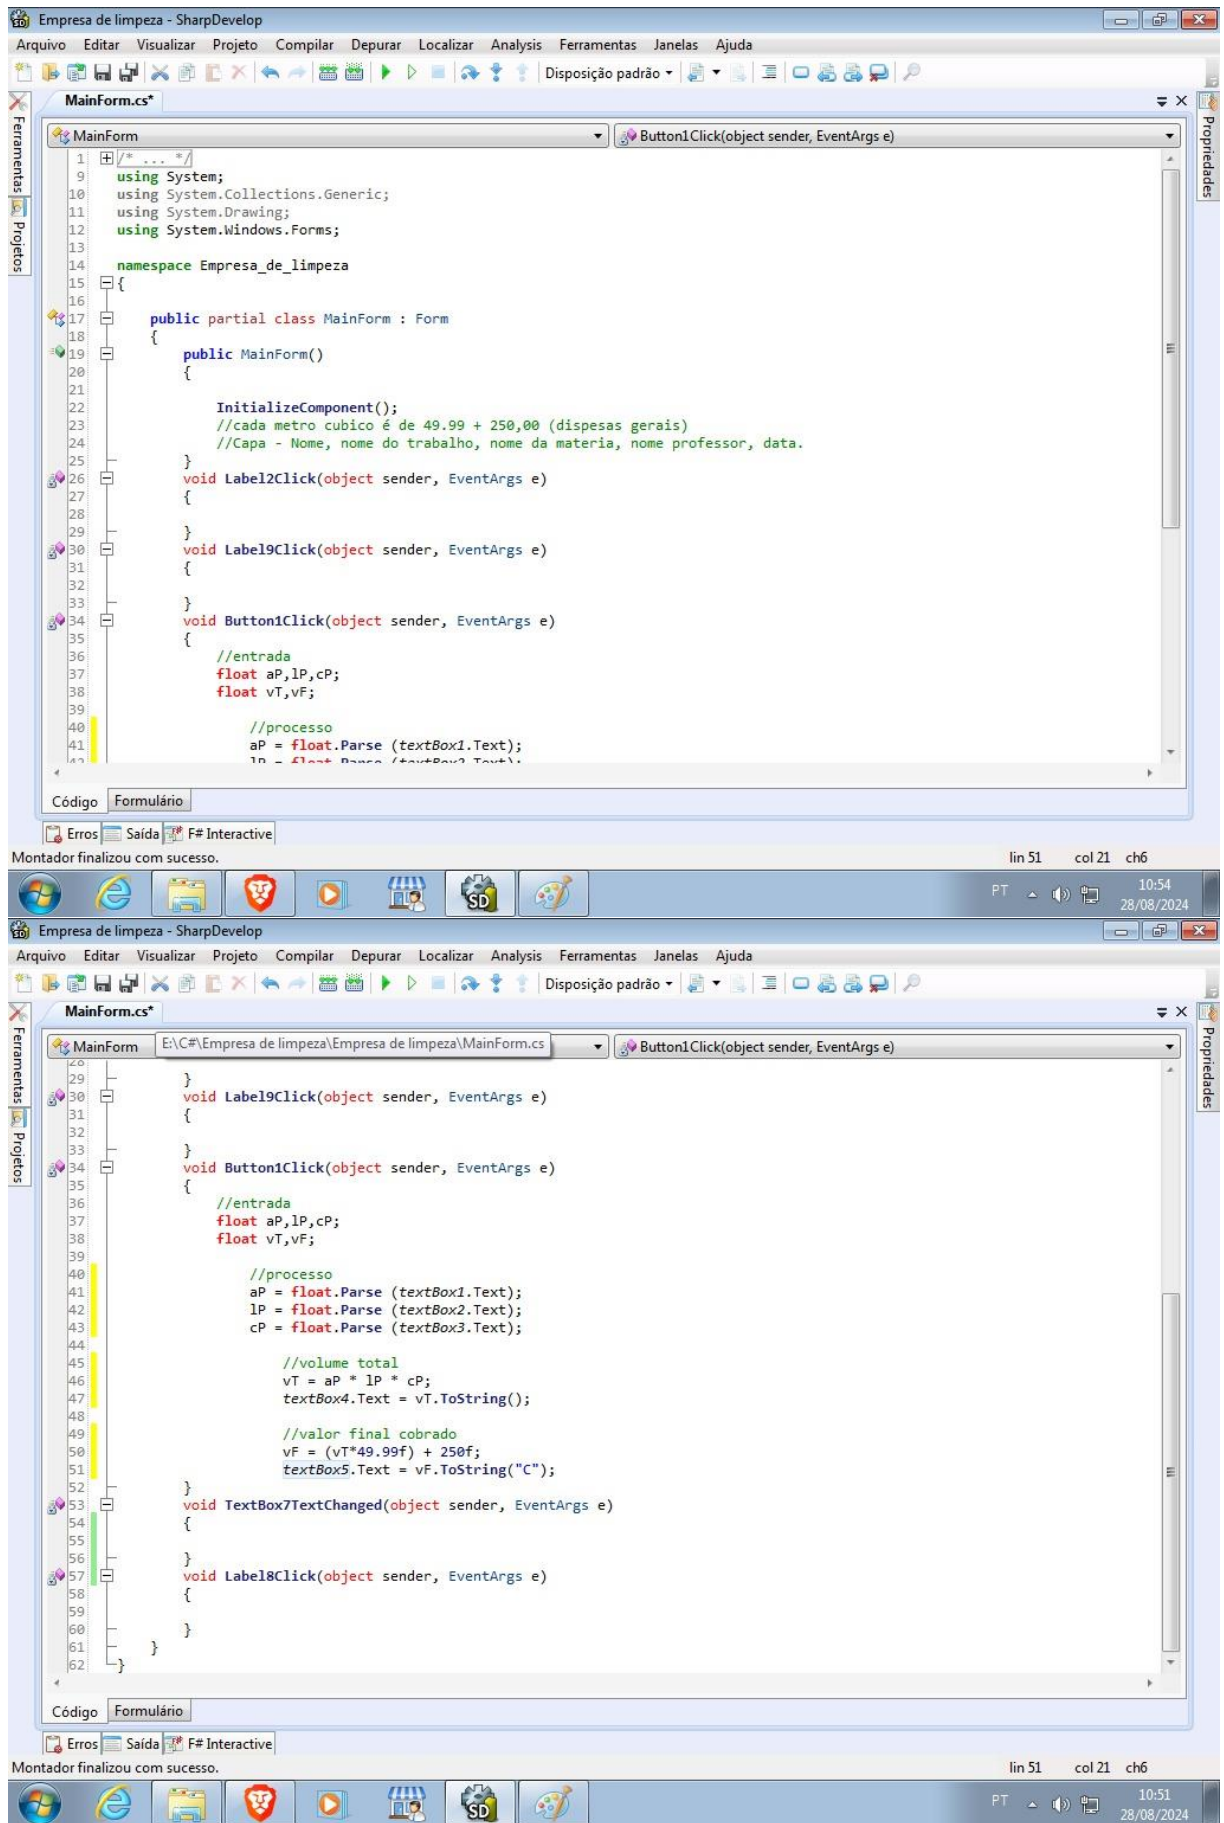 Empresa de limpeza - SharpDevelop
Arquivo Editar Visualizar Projeto Compilar Depurar Localizar Analysis Ferramentas Janelas Ajuda
Disposição padrão
MainForm.cs*
Ferramentas
Projetos
Propriedades
MainForm
Button1Click(object sender, EventArgs e)
1 /* ... */
9 using System;
10 using System.Collections.Generic;
11 using System.Drawing;
12 using System.Windows.Forms;
13
14 namespace Empresa_de_limpeza
15 {
16
17 public partial class MainForm : Form
18 {
19 public MainForm()
20 {
21
22 InitializeComponent();
23 //cada metro cubico é de 49.99 + 250,00 (dispesas gerais)
24 //Capa - Nome, nome do trabalho, nome da materia, nome professor, data.
25 }
26 void Label2Click(object sender, EventArgs e)
27 {
28
29 }
30 void Label9Click(object sender, EventArgs e)
31 {
32
33 }
34 void Button1Click(object sender, EventArgs e)
35 {
36 //entrada
37 float aP,lP,cP;
38 float vT,vF;
39
40 //processo
41 aP = float.Parse (textBox1.Text);
42 lP = float.Parse (textBox2.Text);
Código Formulário
Erros Saída F# Interactive
Montador finalizou com sucesso. lin 51 col 21 ch6
SD
PT 10:54
28/08/2024
Empresa de limpeza - SharpDevelop
Arquivo Editar Visualizar Projeto Compilar Depurar Localizar Analysis Ferramentas Janelas Ajuda
Disposição padrão
MainForm.cs*
Ferramentas
Projetos
Propriedades
MainForm
E:\C#\Empresa de limpeza\Empresa de limpeza\MainForm.cs
Button1Click(object sender, EventArgs e)
28
29 }
30 void Label9Click(object sender, EventArgs e)
31 {
32
33 }
34 void Button1Click(object sender, EventArgs e)
35 {
36 //entrada
37 float aP,lP,cP;
38 float vT,vF;
39
40 //processo
41 aP = float.Parse (textBox1.Text);
42 lP = float.Parse (textBox2.Text);
43 cP = float.Parse (textBox3.Text);
44
45 //volume total
46 vT = aP * lP * cP;
47 textBox4.Text = vT.ToString();
48
49 //valor final cobrado
50 vF = (vT*49.99f) + 250f;
51 textBox5.Text = vF.ToString("C");
52 }
53 void TextBox7TextChanged(object sender, EventArgs e)
54 {
55
56 }
57 void Label8Click(object sender, EventArgs e)
58 {
59
60 }
61 }
62 }
Código Formulário
Erros Saída F# Interactive
Montador finalizou com sucesso. lin 51 col 21 ch6
SD
PT 10:51
28/08/2024